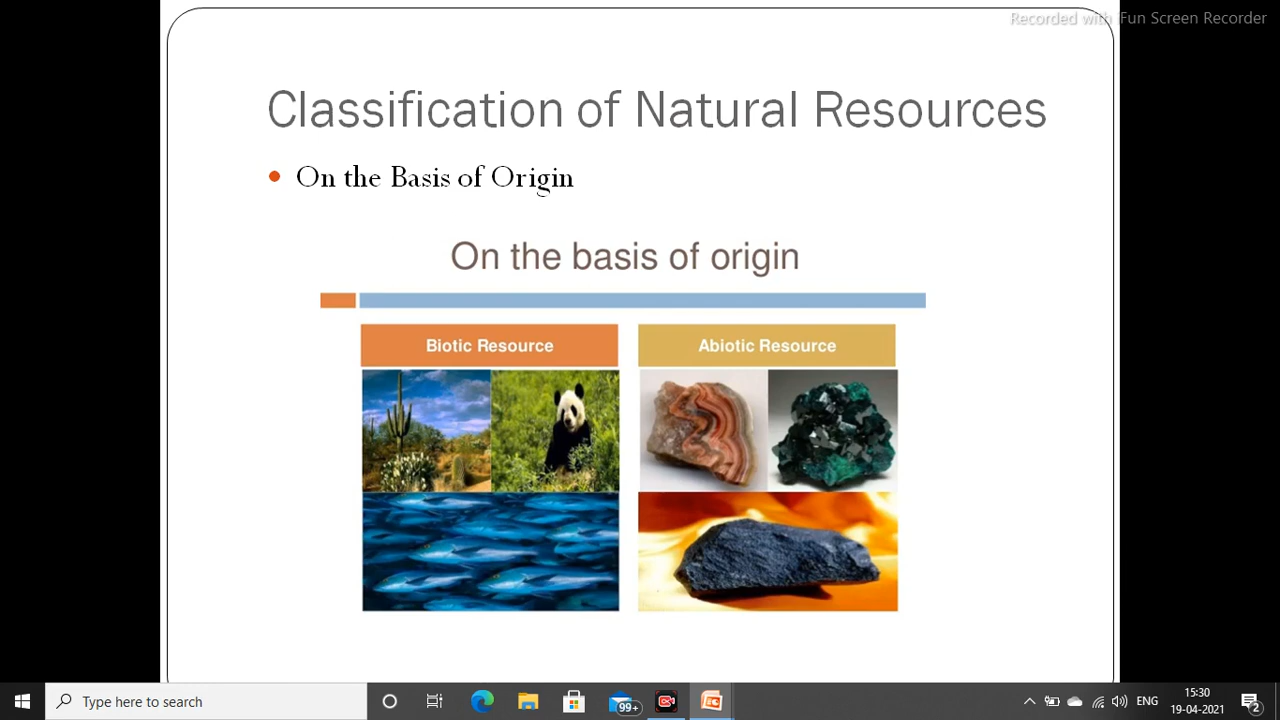 Recorded with iFun Screen Recorder
Classification of Natural Resources
On the Basis of Origin
On the basis of origin
Biotic Resource
Abiotic Resource
Type here to search
99+
ENG
15:30
19-04-2021
2